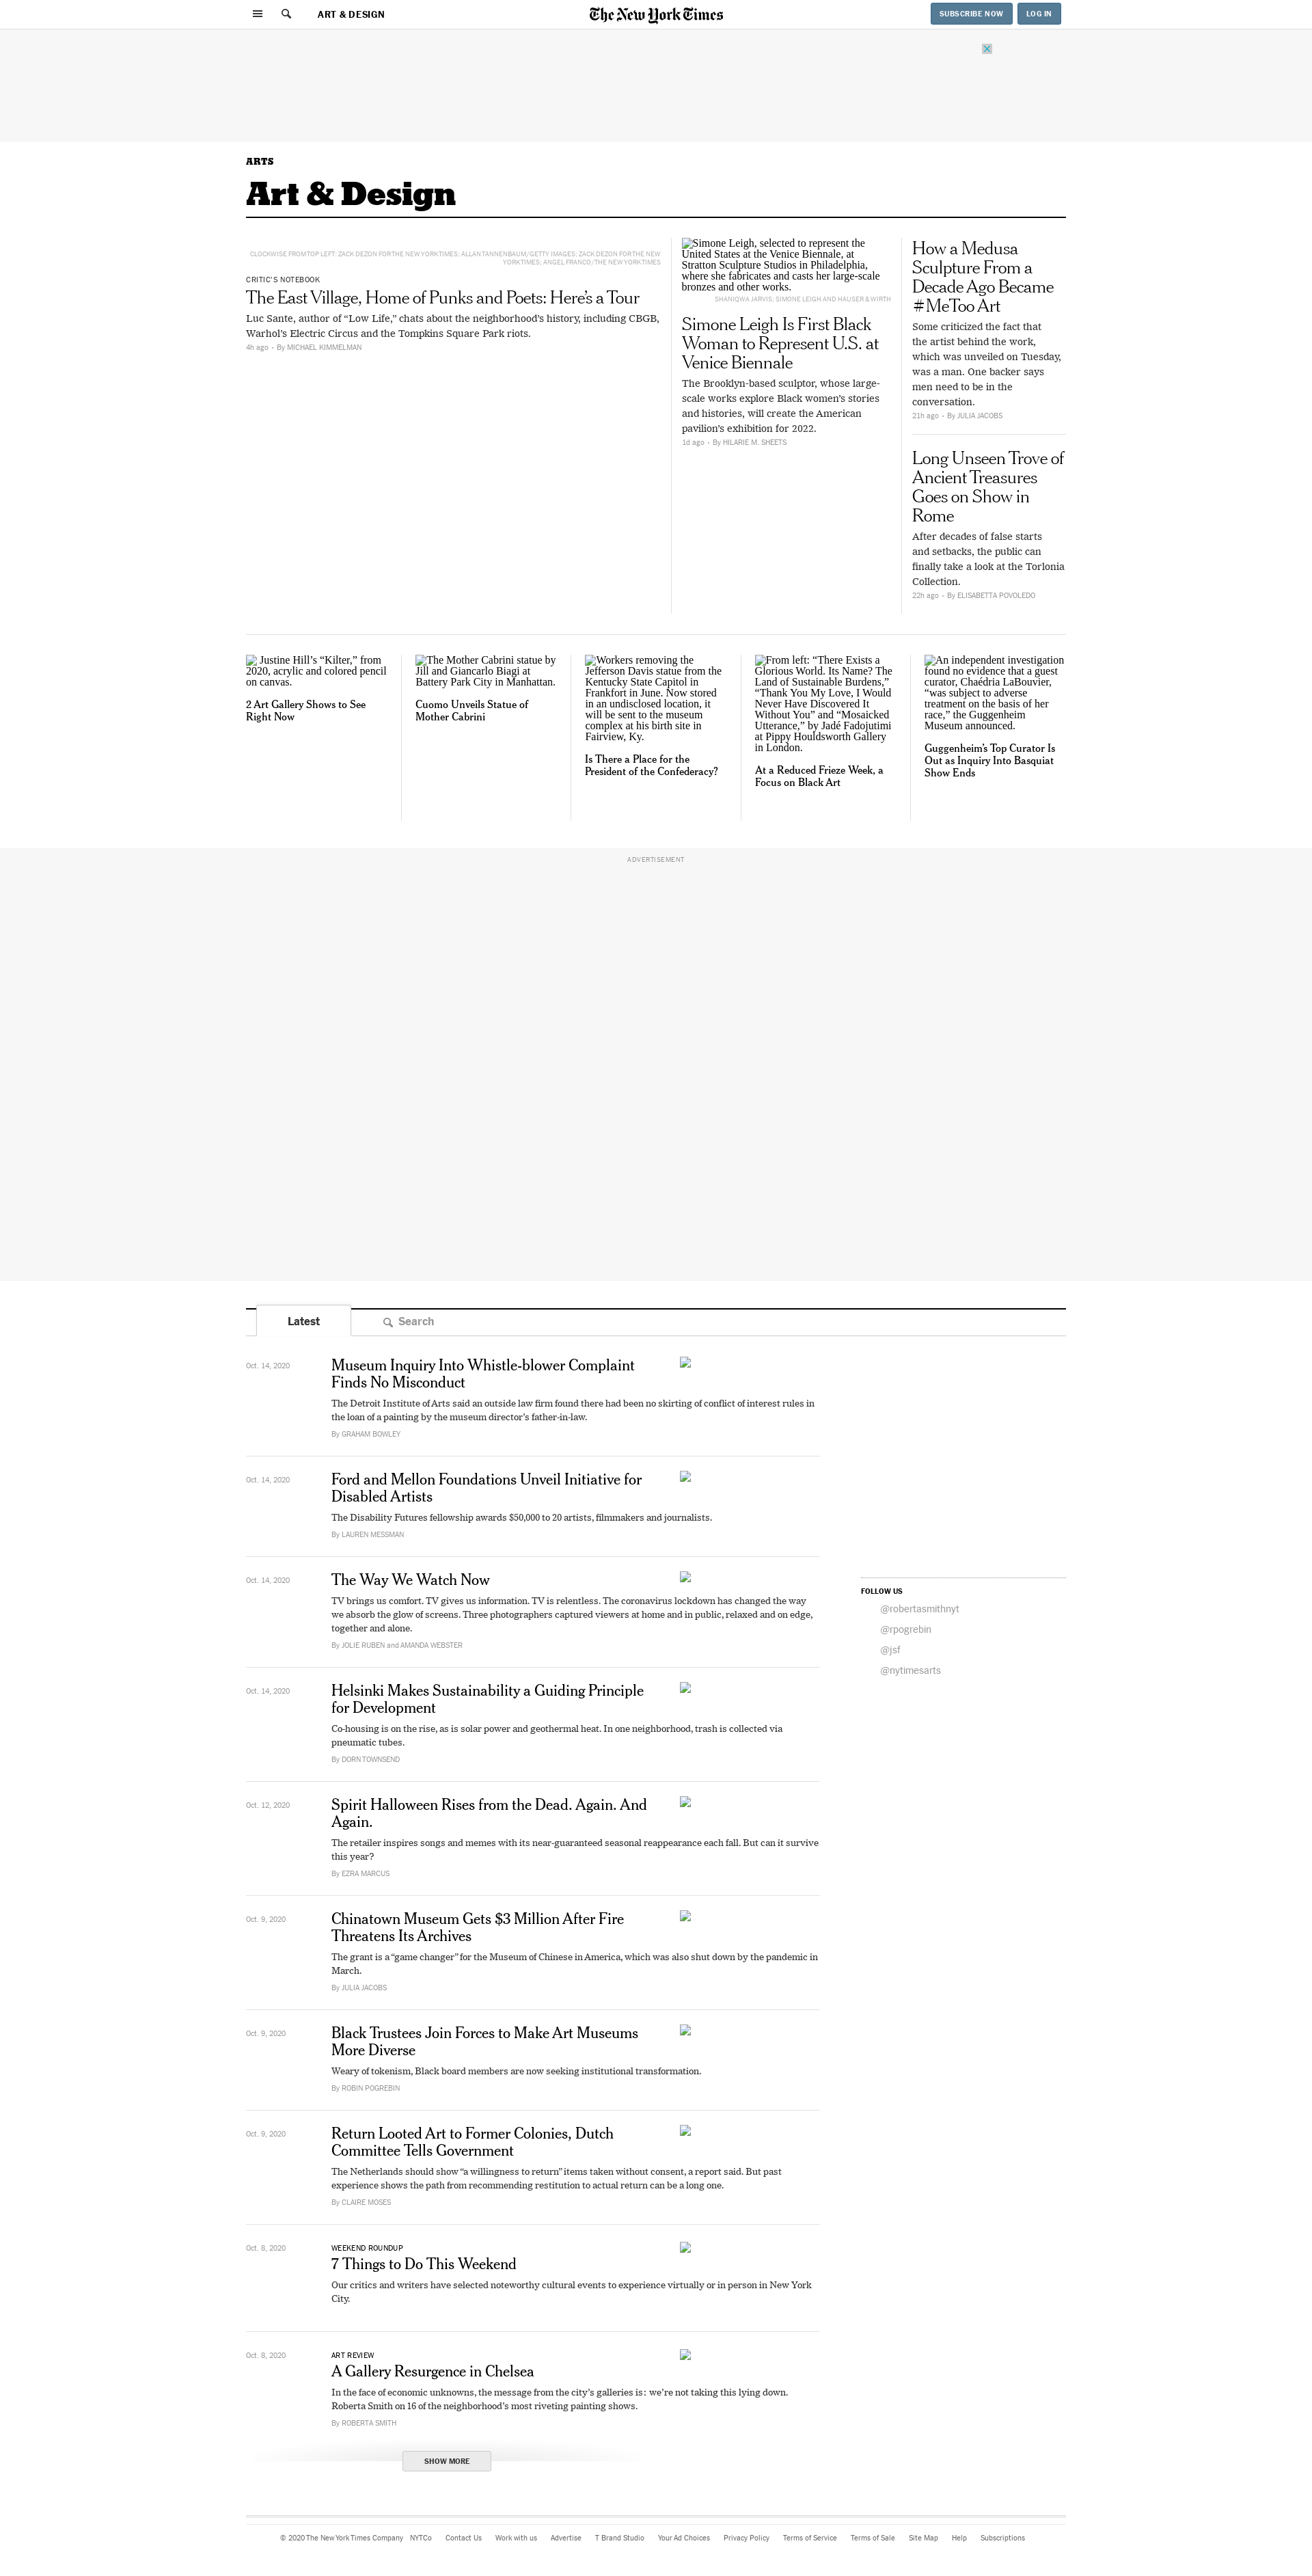 ART & DESIGN
The New York Times
SUBSCRIBE NOW
LOG IN
ARTS
Art & Design
CLOCKWISE FROM TOP LEFT: ZACK DEZON FOR THE NEW YORK TIMES; ALLAN TANNENBAUM/GETTY IMAGES; ZACK DEZON FOR THE NEW
YORK TIMES; ANGEL FRANCO/THE NEW YORK TIMES
CRITIC'S NOTEBOOK
The East Village, Home of Punks and Poets: Here’s a Tour
Luc Sante, author of “Low Life,” chats about the neighborhood’s history, including CBGB,
Warhol’s Electric Circus and the Tompkins Square Park riots.
4h ago • By MICHAEL KIMMELMAN
Simone Leigh, selected to represent the
United States at the Venice Biennale, at
Stratton Sculpture Studios in Philadelphia,
where she fabricates and casts her large-scale
bronzes and other works.
SHANIQWA JARVIS; SIMONE LEIGH AND HAUSER & WIRTH
Simone Leigh Is First Black
Woman to Represent U.S. at
Venice Biennale
The Brooklyn-based sculptor, whose large-
scale works explore Black women’s stories
and histories, will create the American
pavilion’s exhibition for 2022.
1d ago • By HILARIE M. SHEETS
How a Medusa
Sculpture From a
Decade Ago Became
#MeToo Art
Some criticized the fact that
the artist behind the work,
which was unveiled on Tuesday,
was a man. One backer says
men need to be in the
conversation.
21h ago • By JULIA JACOBS
Long Unseen Trove of
Ancient Treasures
Goes on Show in
Rome
After decades of false starts
and setbacks, the public can
finally take a look at the Torlonia
Collection.
22h ago • By ELISABETTA POVOLEDO
Justine Hill’s “Kilter,” from
2020, acrylic and colored pencil
on canvas.
2 Art Gallery Shows to See
Right Now
The Mother Cabrini statue by
Jill and Giancarlo Biagi at
Battery Park City in Manhattan.
Cuomo Unveils Statue of
Mother Cabrini
Workers removing the
Jefferson Davis statue from the
Kentucky State Capitol in
Frankfort in June. Now stored
in an undisclosed location, it
will be sent to the museum
complex at his birth site in
Fairview, Ky.
Is There a Place for the
President of the Confederacy?
From left: “There Exists a
Glorious World. Its Name? The
Land of Sustainable Burdens,”
“Thank You My Love, I Would
Never Have Discovered It
Without You” and “Mosaicked
Utterance,” by Jadé Fadojutimi
at Pippy Houldsworth Gallery
in London.
At a Reduced Frieze Week, a
Focus on Black Art
An independent investigation
found no evidence that a guest
curator, Chaédria LaBouvier,
“was subject to adverse
treatment on the basis of her
race,” the Guggenheim
Museum announced.
Guggenheim’s Top Curator Is
Out as Inquiry Into Basquiat
Show Ends
ADVERTISEMENT
Latest
Search
Oct. 14, 2020
Museum Inquiry Into Whistle-blower Complaint
Finds No Misconduct
The Detroit Institute of Arts said an outside law firm found there had been no skirting of conflict of interest rules in
the loan of a painting by the museum director’s father-in-law.
By GRAHAM BOWLEY
Oct. 14, 2020
Ford and Mellon Foundations Unveil Initiative for
Disabled Artists
The Disability Futures fellowship awards $50,000 to 20 artists, filmmakers and journalists.
By LAUREN MESSMAN
Oct. 14, 2020
The Way We Watch Now
TV brings us comfort. TV gives us information. TV is relentless. The coronavirus lockdown has changed the way
we absorb the glow of screens. Three photographers captured viewers at home and in public, relaxed and on edge,
together and alone.
By JOLIE RUBEN and AMANDA WEBSTER
Oct. 14, 2020
Helsinki Makes Sustainability a Guiding Principle
for Development
Co-housing is on the rise, as is solar power and geothermal heat. In one neighborhood, trash is collected via
pneumatic tubes.
By DORN TOWNSEND
Oct. 12, 2020
Spirit Halloween Rises from the Dead. Again. And
Again.
The retailer inspires songs and memes with its near-guaranteed seasonal reappearance each fall. But can it survive
this year?
By EZRA MARCUS
Oct. 9, 2020
Chinatown Museum Gets $3 Million After Fire
Threatens Its Archives
The grant is a “game changer” for the Museum of Chinese in America, which was also shut down by the pandemic in
March.
By JULIA JACOBS
Oct. 9, 2020
Black Trustees Join Forces to Make Art Museums
More Diverse
Weary of tokenism, Black board members are now seeking institutional transformation.
By ROBIN POGREBIN
Oct. 9, 2020
Return Looted Art to Former Colonies, Dutch
Committee Tells Government
The Netherlands should show “a willingness to return” items taken without consent, a report said. But past
experience shows the path from recommending restitution to actual return can be a long one.
By CLAIRE MOSES
Oct. 8, 2020
WEEKEND ROUNDUP
7 Things to Do This Weekend
Our critics and writers have selected noteworthy cultural events to experience virtually or in person in New York
City.
Oct. 8, 2020
ART REVIEW
A Gallery Resurgence in Chelsea
In the face of economic unknowns, the message from the city’s galleries is: we’re not taking this lying down.
Roberta Smith on 16 of the neighborhood’s most riveting painting shows.
By ROBERTA SMITH
SHOW MORE
FOLLOW US
@robertasmithnyt
@rpogrebin
@jsf
@nytimesarts
© 2020 The New York Times Company NYTCo Contact Us Work with us Advertise T Brand Studio Your Ad Choices Privacy Policy Terms of Service Terms of Sale Site Map Help Subscriptions